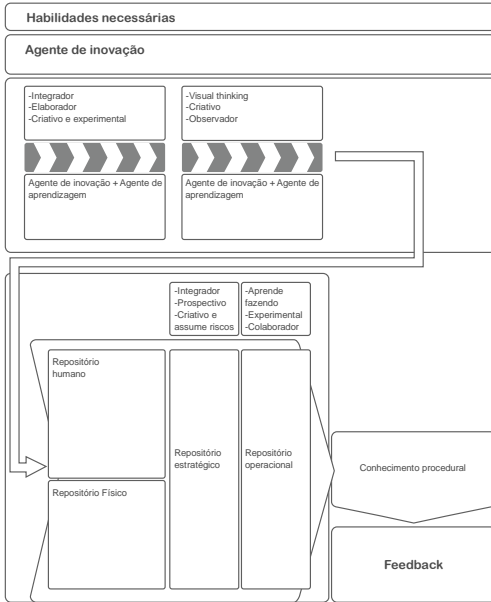 Habilidades necessárias
Agente de inovação
-Integrador
-Elaborador
-Criativo e experimental
-Visual thinking
-Criativo
-Observador
Agente de inovação + Agente de
aprendizagem
Agente de inovação + Agente de
aprendizagem
-Integrador
-Prospectivo
-Criativo e
assume riscos
-Aprende
fazendo
-Experimental
-Colaborador
Repositório
humano
Repositório
estratégico
Repositório
operacional
Repositório Físico
Conhecimento procedural
Feedback